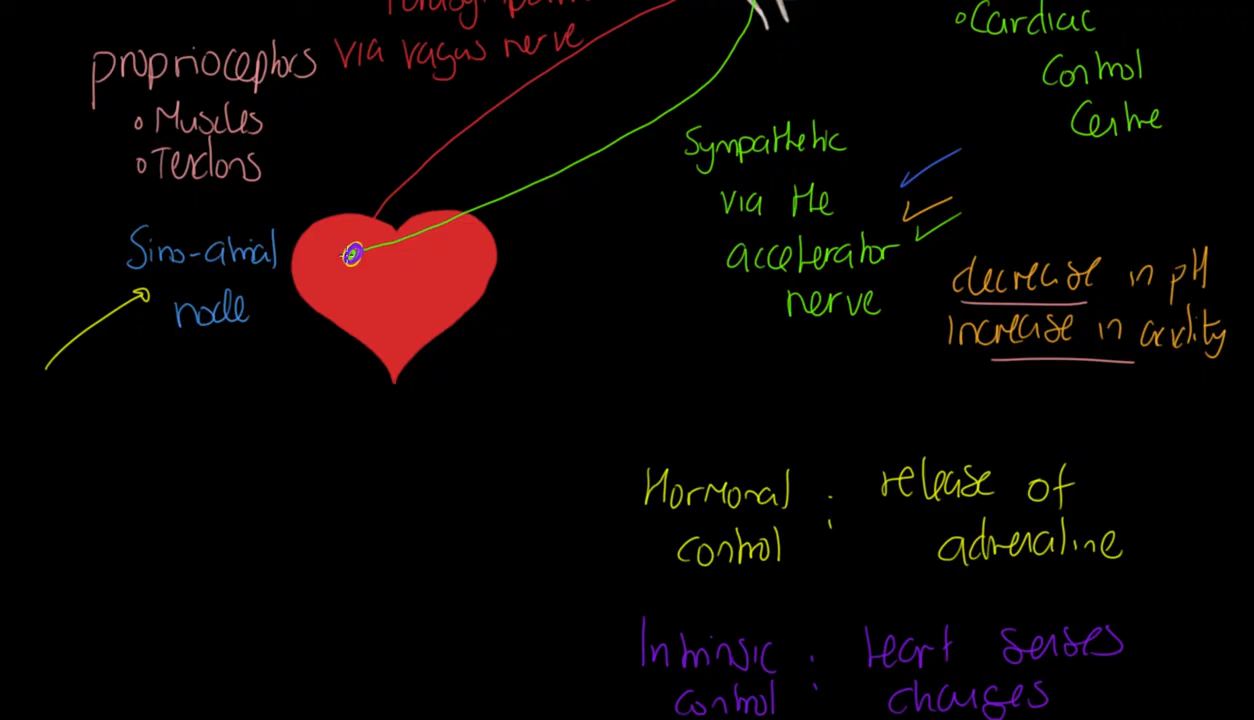 via vagus nerve
proprioceptors
• Muscles
• Tendons
Sino-atrial
node
• Cardiac
Control
Centre
Sympathetic
via the
accelerator
nerve
decrease in pH
Increase in acidity
Hormonal : release of
control adrenaline
Intrinsic : Heart senses
control changes